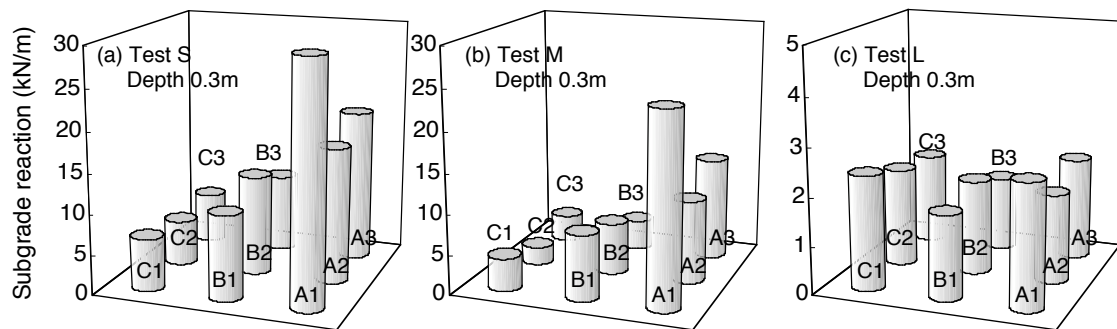 Subgrade reaction (kN/m)
30
25
20
15
10
5
0
(a) Test S
Depth 0.3m
C3
B3
C2
C1
B2
B1
A3
A2
A1
30
25
20
15
10
5
0
(b) Test M
Depth 0.3m
C3
B3
C2
C1
B2
B1
A3
A2
A1
5
4
3
2
1
0
(c) Test L
Depth 0.3m
C3
B3
C2
C1
B2
B1
A3
A2
A1